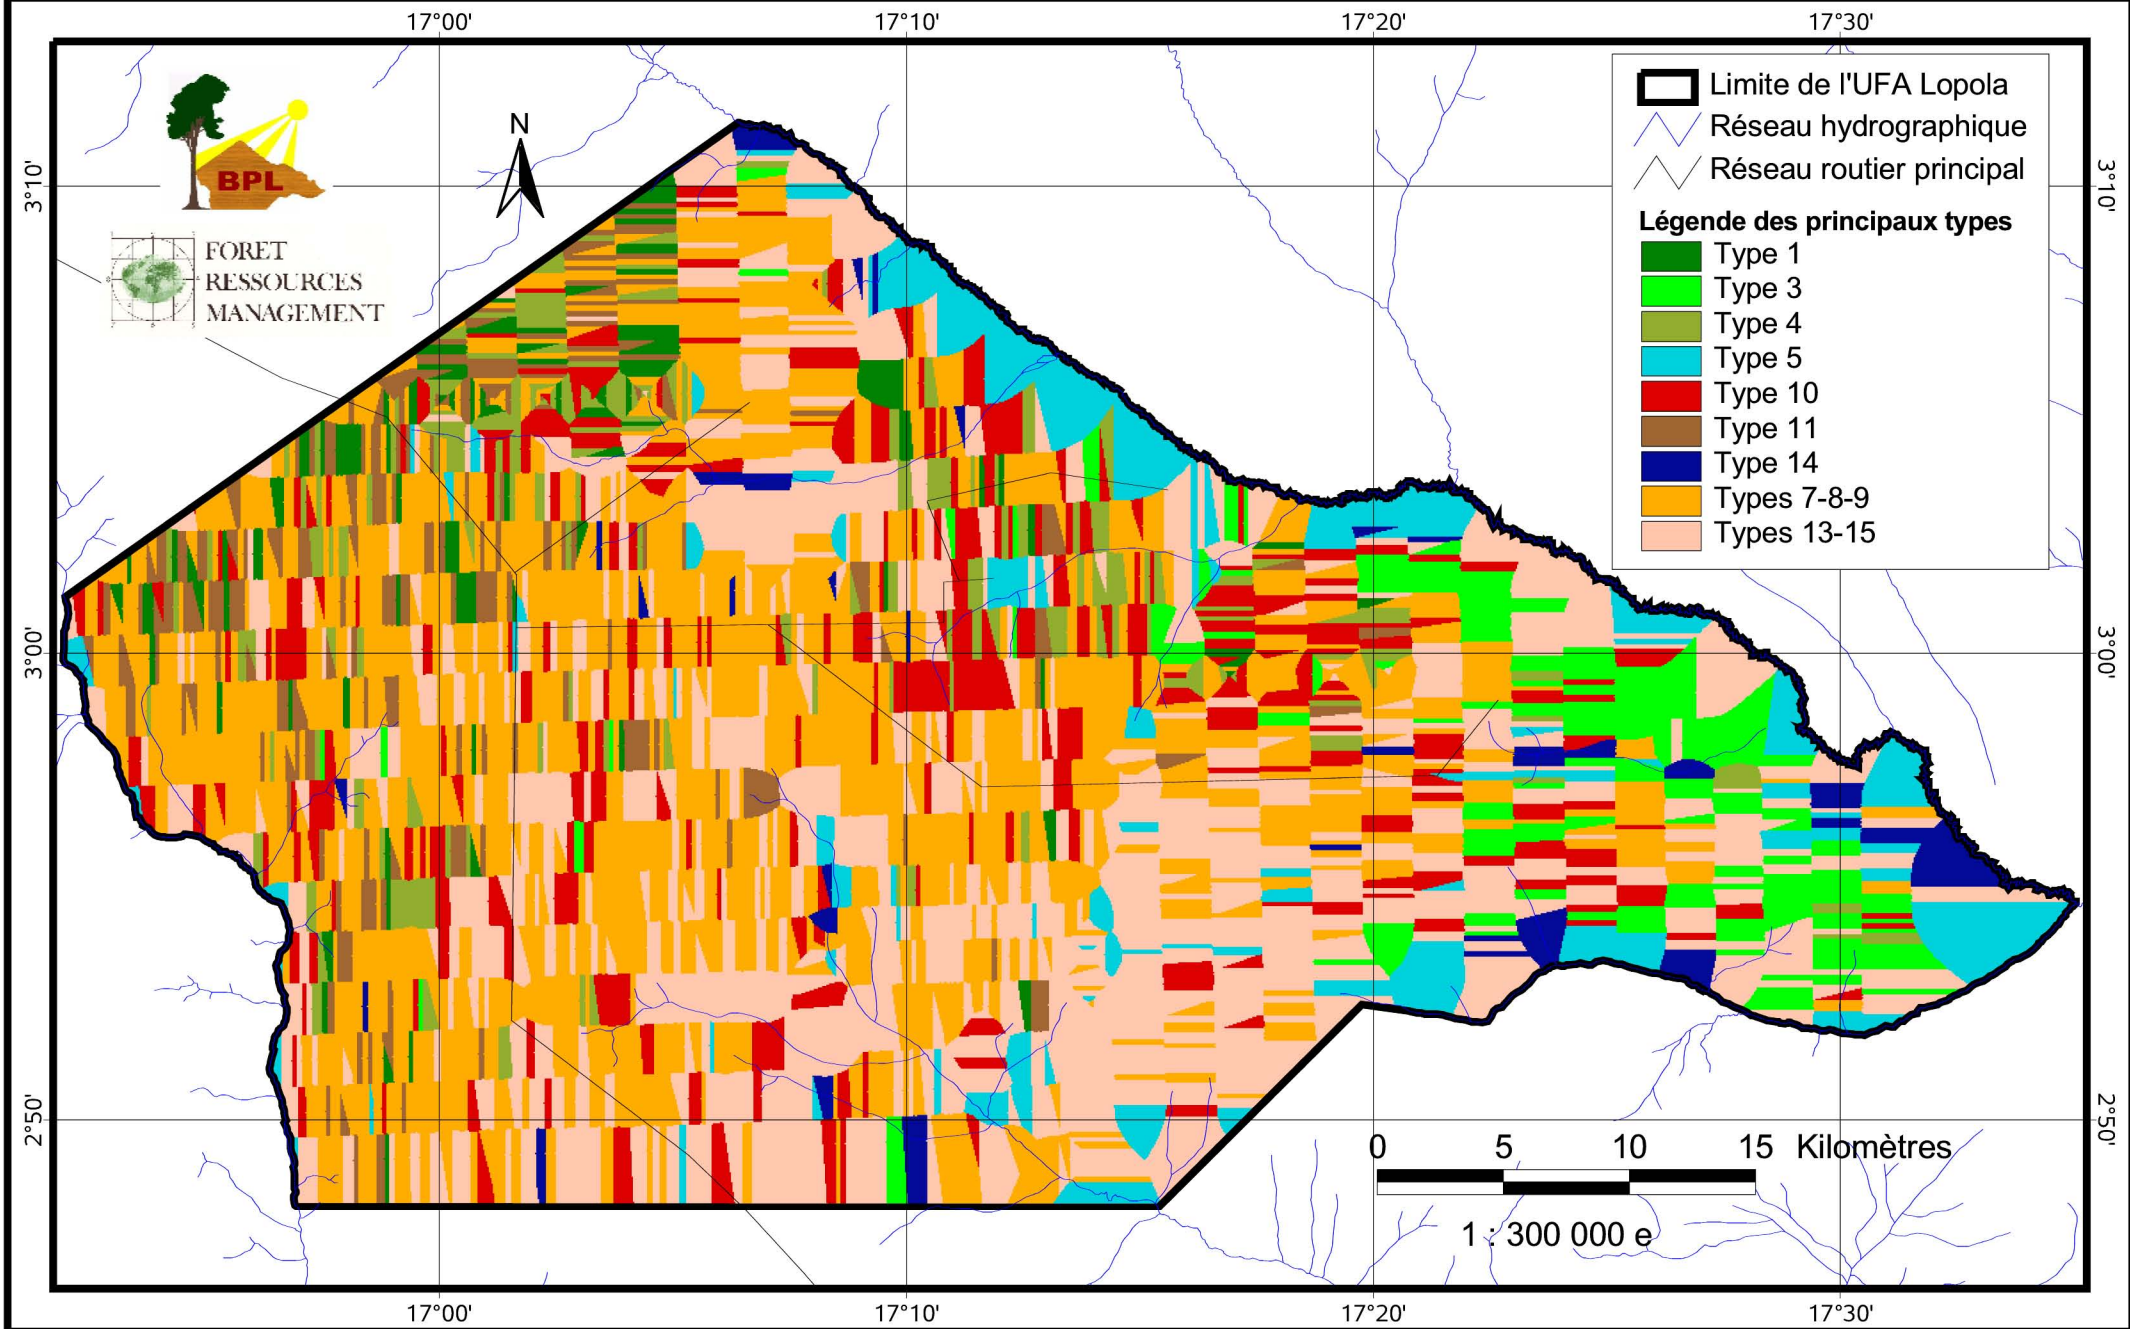 17°00'
17°10'
17°20'
17°30'
Limite de l'UFA Lopola
Réseau hydrographique
Réseau routier principal
Légende des principaux types
Type 1
Type 3
Type 4
Type 5
Type 10
Type 11
Type 14
Types 7-8-9
Types 13-15
BPL
FORET
RESSOURCES
MANAGEMENT
N
3°10'
3°10'
3°00'
3°00'
2°50'
2°50'
0 5 10 15 Kilomètres
1 : 300 000 e
17°00'
17°10'
17°20'
17°30'